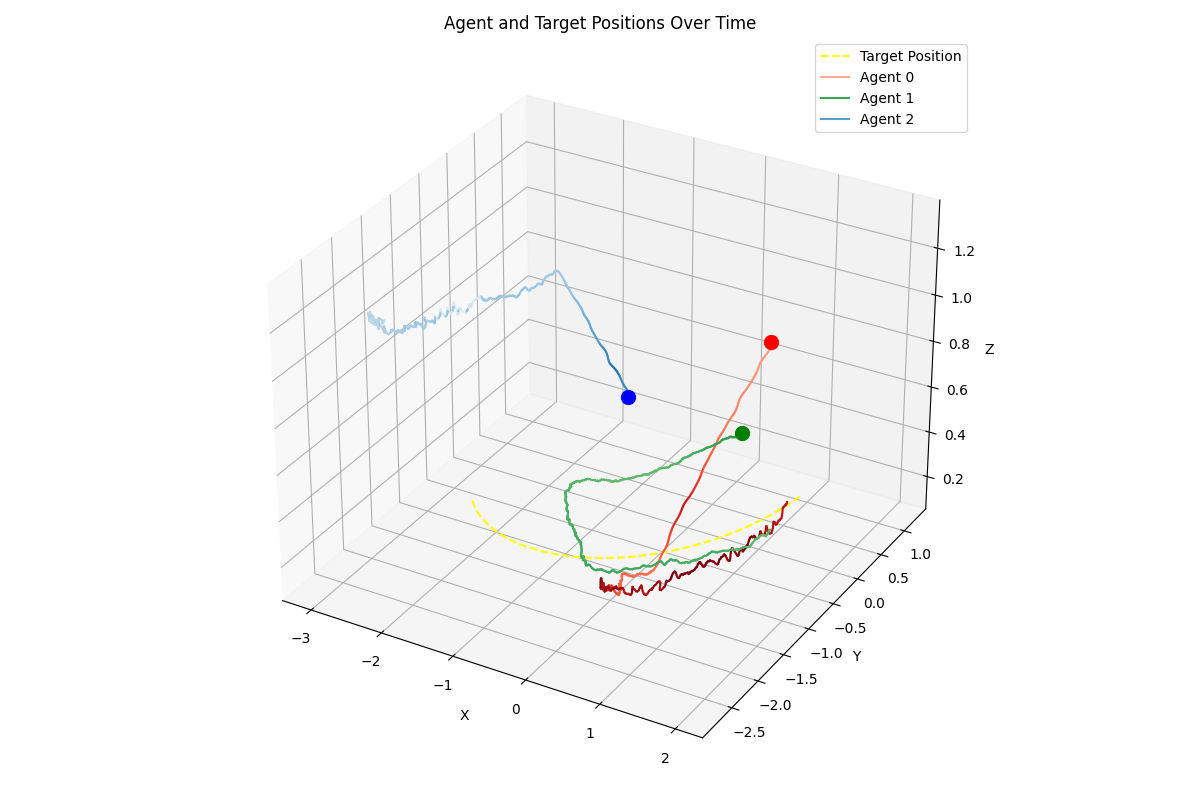 Agent and Target Positions Over Time
Target Position
Agent 0
Agent 1
Agent 2
1.2
1.0
0.8
Z
0.6
0.4
0.2
1.0
0.5
0.0
−0.5
−1.0
Y
−1.5
−2.0
−2.5
−3
−2
−1
0
1
2
X